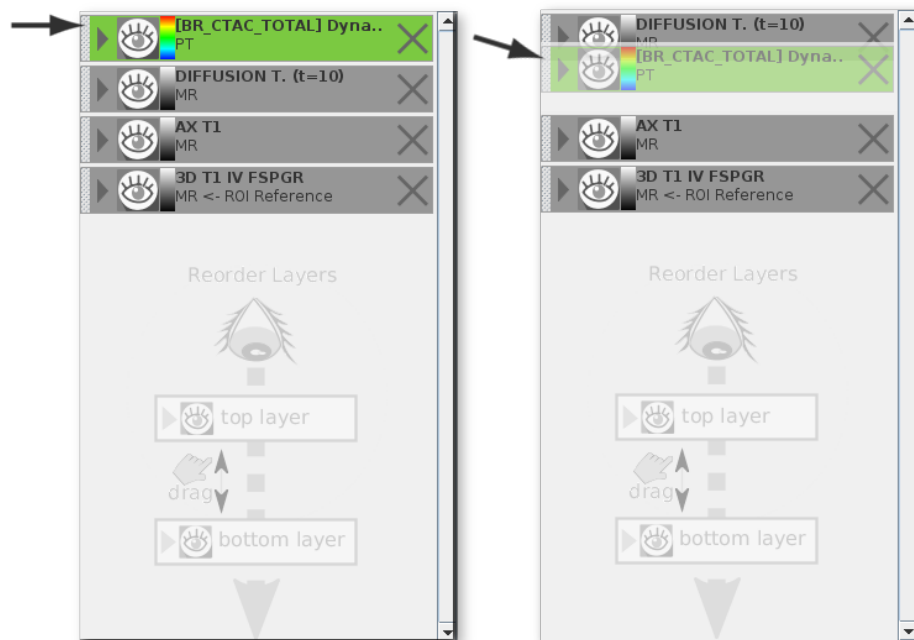 [BR_CTAC_TOTAL] Dyna..
PT
DIFFUSION T. (t=10)
MR
AX T1
MR
3D T1 IV FSPGR
MR <- ROI Reference
Reorder Layers
top layer
drag
bottom layer
DIFFUSION T. (t=10)
MR
[BR_CTAC_TOTAL] Dyna..
PT
AX T1
MR
3D T1 IV FSPGR
MR <- ROI Reference
Reorder Layers
top layer
drag
bottom layer